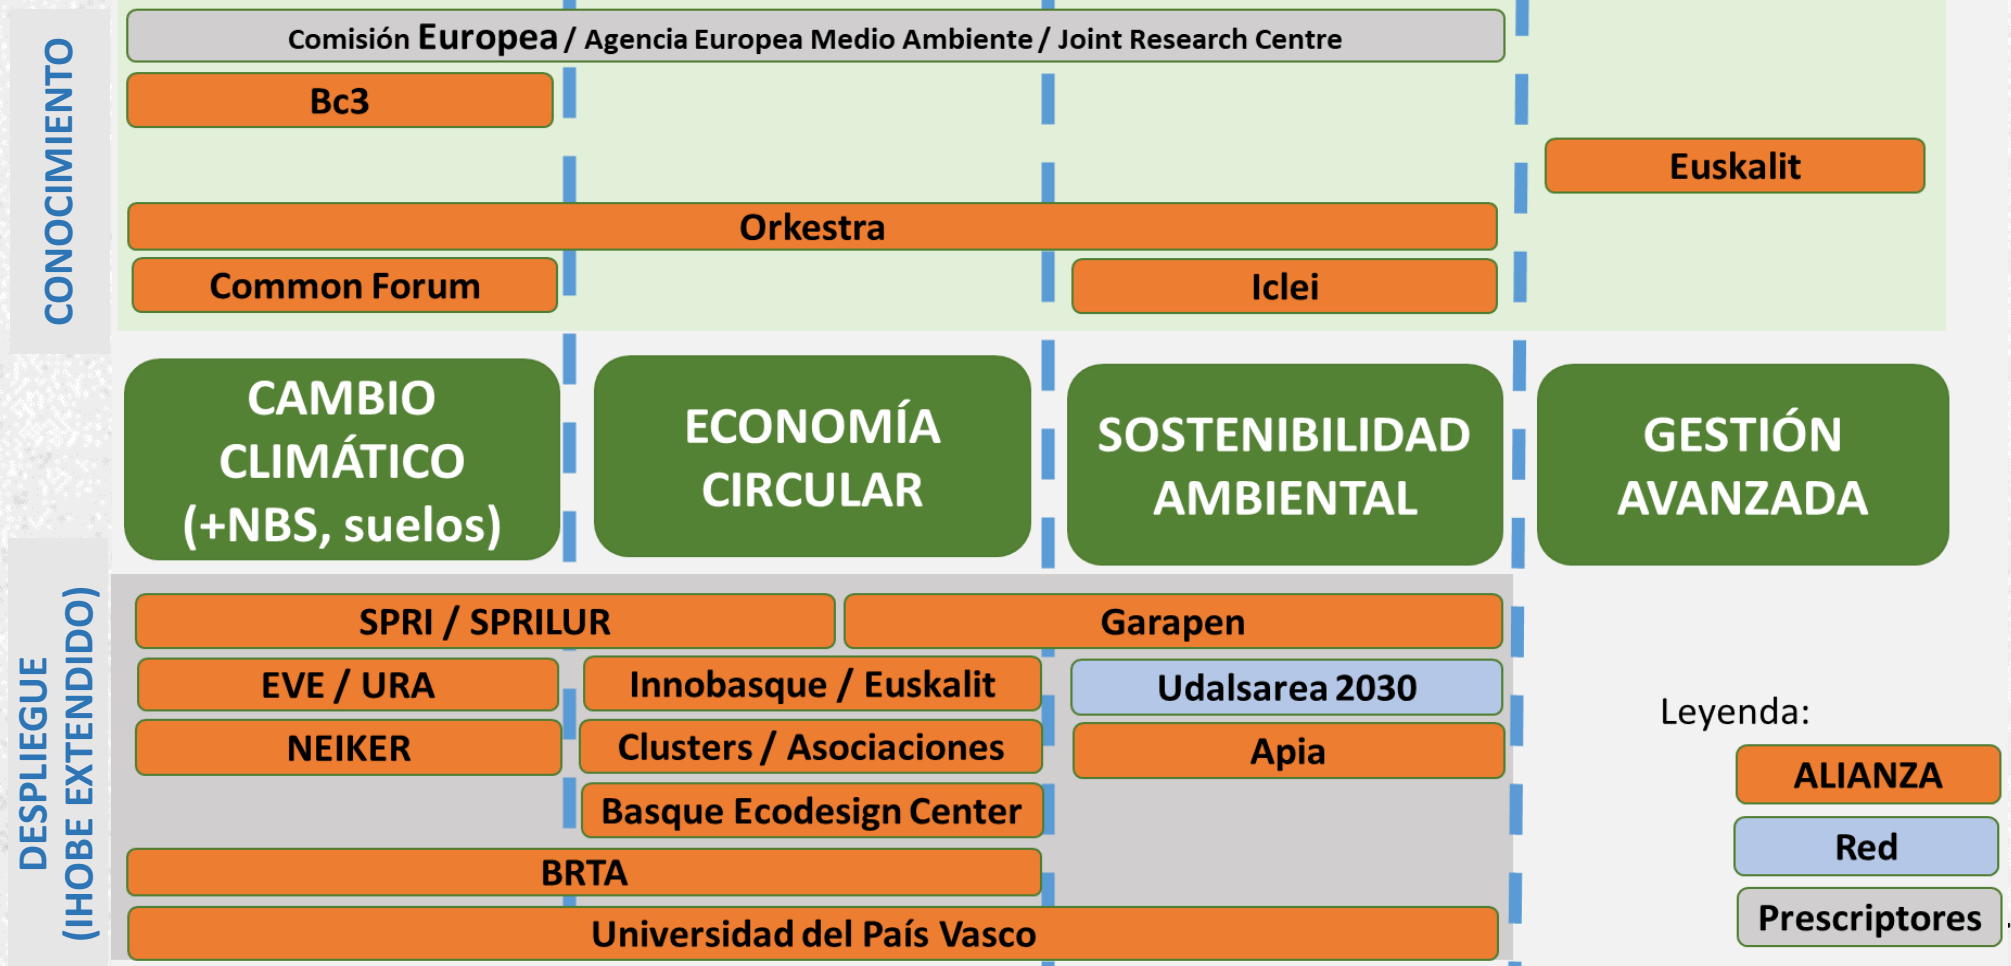 CONOCIMIENTO
Comisión Europea / Agencia Europea Medio Ambiente / Joint Research Centre
Bc3
Euskalit
Orkestra
Common Forum
Iclei
CAMBIO
CLIMÁTICO
(+NBS, suelos)
ECONOMÍA
CIRCULAR
SOSTENIBILIDAD
AMBIENTAL
GESTIÓN
AVANZADA
DESPLIEGUE
(IHOBE EXTENDIDO)
SPRI / SPRILUR
Garapen
EVE / URA
Innobasque / Euskalit
Udalsarea 2030
NEIKER
Clusters / Asociaciones
Apia
Basque Ecodesign Center
BRTA
Universidad del País Vasco
Leyenda:
ALIANZA
Red
Prescriptores